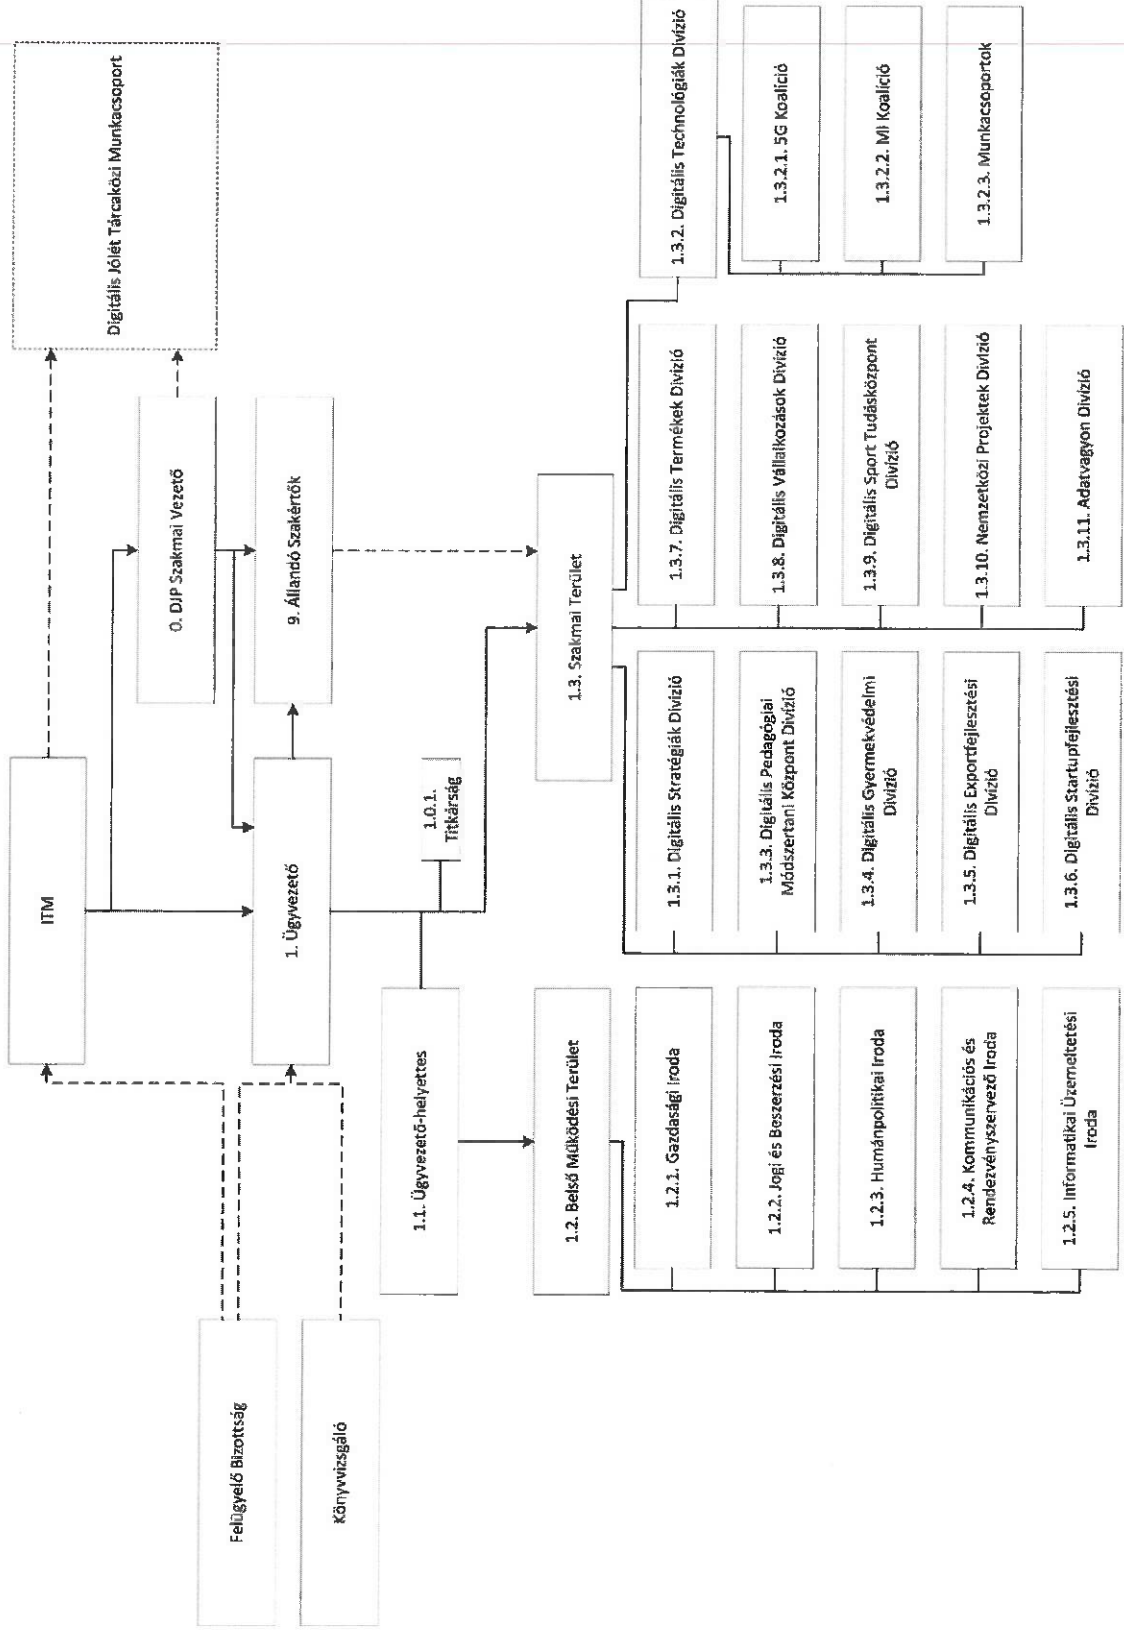 Digitális Jólét Tárcaközi Munkacsoport
ITM
0. DJP Szakmai Vezető
Felügyelő Bizottság
1. Ügyvezető
9. Állandó Szakértők
Könyvvizsgáló
1.1. Ügyvezető-helyettes
1.0.1.
Titkárság
1.2. Belső Működési Terület
1.3. Szakmai Terület
1.2.1. Gazdasági Iroda
1.2.2. Jogi és Beszerzési Iroda
1.2.3. Humánpolitikai Iroda
1.2.4. Kommunikációs és
Rendezvényszervező Iroda
1.2.5. Informatikai Üzemeltetési
Iroda
1.3.1. Digitális Stratégiák Divízió
1.3.3. Digitális Pedagógiai
Módszertani Központ Divízió
1.3.4. Digitális Gyermekvédelmi
Divízió
1.3.5. Digitális Exportfejlesztési
Divízió
1.3.6. Digitális Startupfejlesztési
Divízió
1.3.7. Digitális Termékek Divízió
1.3.8. Digitális Vállalkozások Divízió
1.3.9. Digitális Sport Tudásközpont
Divízió
1.3.10. Nemzetközi Projektek Divízió
1.3.11. Adatvagyon Divízió
1.3.2. Digitális Technológiák Divízió
1.3.2.1. 5G Koalíció
1.3.2.2. MI Koalíció
1.3.2.3. Munkacsoportok